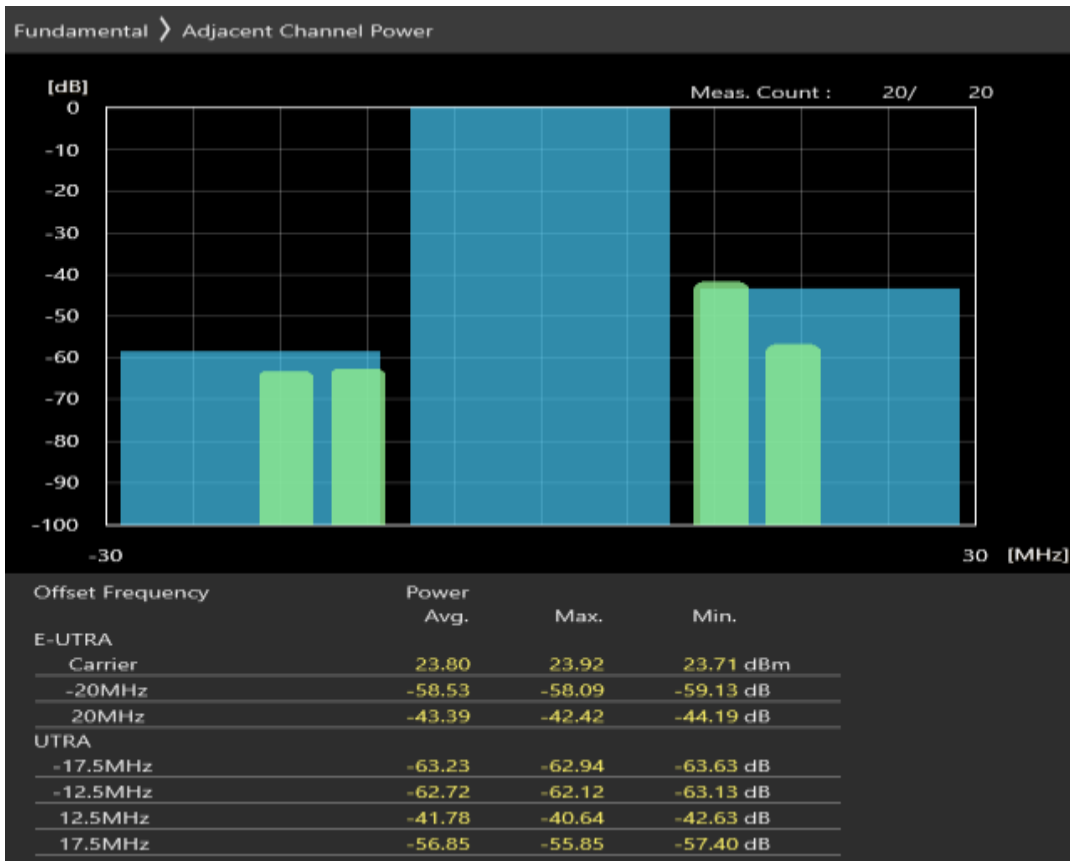 Fundamental 〉 Adjacent Channel Power
[dB]
Meas. Count : 20/ 20
0
-10
-20
-30
-40
-50
-60
-70
-80
-90
-100
-30 30 [MHz]
Offset Frequency Power
Avg. Max. Min.
E-UTRA
Carrier 23.80 23.92 23.71 dBm
-20MHz -58.53 -58.09 -59.13 dB
20MHz -43.39 -42.42 -44.19 dB
UTRA
-17.5MHz -63.23 -62.94 -63.63 dB
-12.5MHz -62.72 -62.12 -63.13 dB
12.5MHz -41.78 -40.64 -42.63 dB
17.5MHz -56.85 -55.85 -57.40 dB